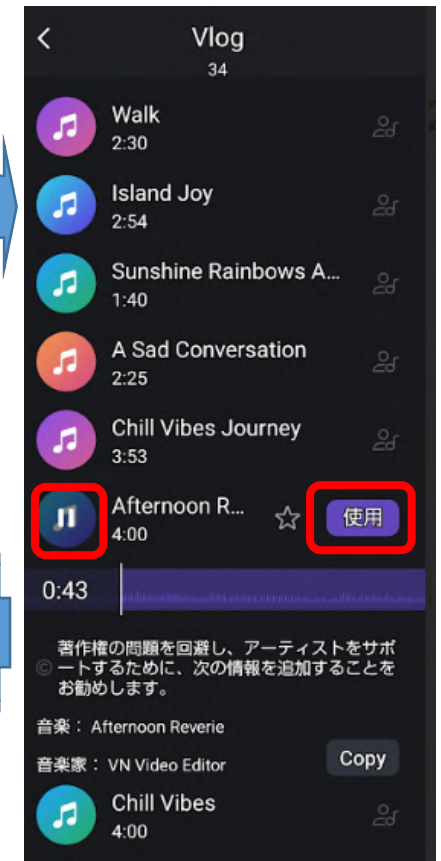 Vlog
34
Walk
2:30
Island Joy
2:54
Sunshine Rainbows A...
1:40
A Sad Conversation
2:25
Chill Vibes Journey
3:53
Afternoon R...
4:00
使用
0:43
著作権の問題を回避し、アーティストをサポ
© ートするために、次の情報を追加することを
お勧めします。
音楽： Afternoon Reverie
音楽家： VN Video Editor
Copy
Chill Vibes
4:00